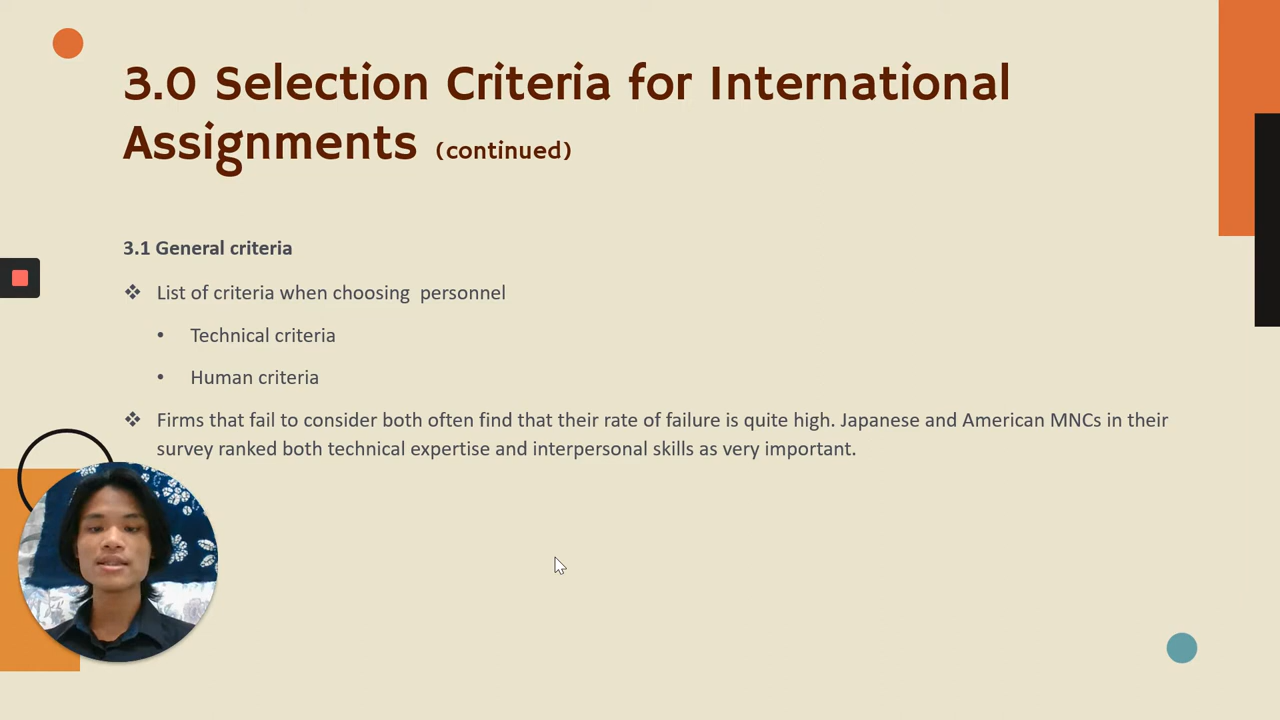 3.0 Selection Criteria for International
Assignments (continued)
3.1 General criteria
❖ List of criteria when choosing  personnel
• Technical criteria
• Human criteria
❖ Firms that fail to consider both often find that their rate of failure is quite high. Japanese and American MNCs in their
survey ranked both technical expertise and interpersonal skills as very important.